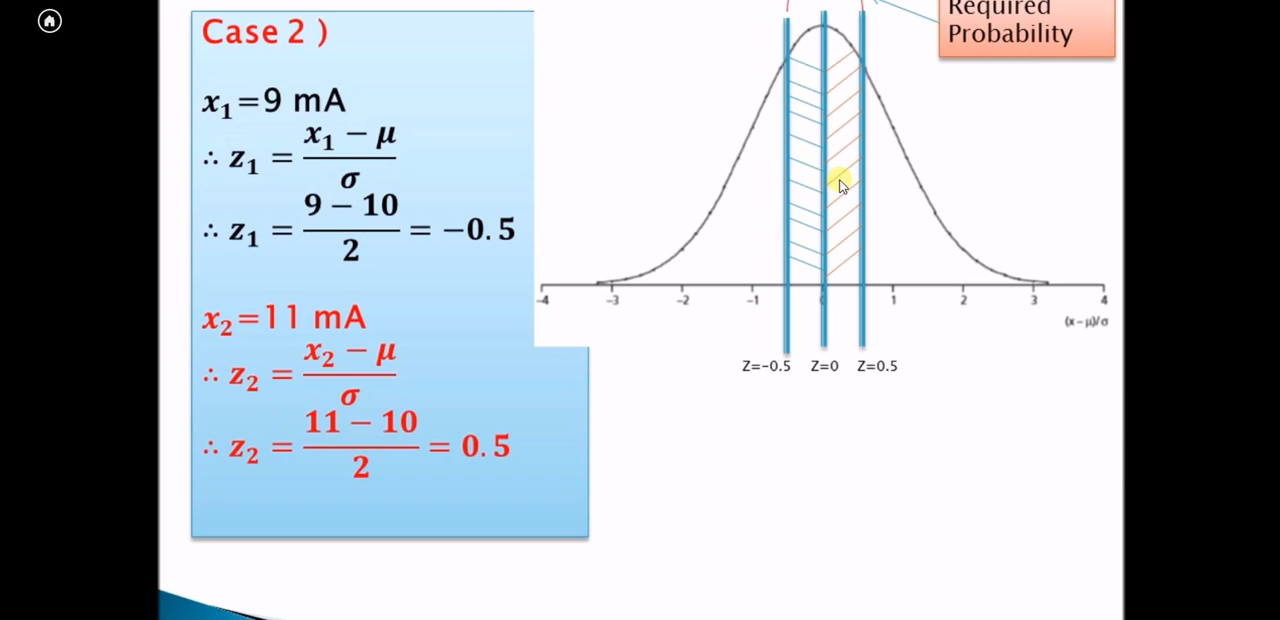 Case 2 )
x₁=9 mA
∴ z₁ = (x₁ − μ)/σ
∴ z₁ = (9 − 10)/2 = −0.5
x₂=11 mA
∴ z₂ = (x₂ − μ)/σ
∴ z₂ = (11 − 10)/2 = 0.5
Required
Probability
-4 -3 -2 -1 0 1 2 3 4
(x−μ)/σ
Z=-0.5 Z=0 Z=0.5